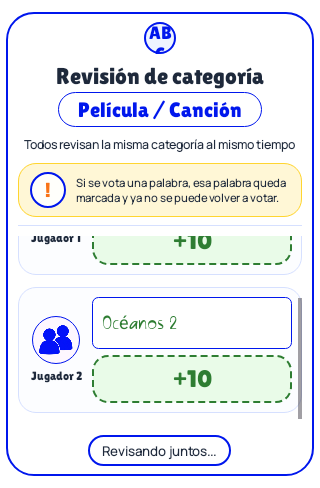 AB
Revisión de categoría
Película / Canción
Todos revisan la misma categoría al mismo tiempo
!
Si se vota una palabra, esa palabra queda
marcada y ya no se puede volver a votar.
Jugador 1
+10
Océanos 2
Jugador 2
+10
Revisando juntos...